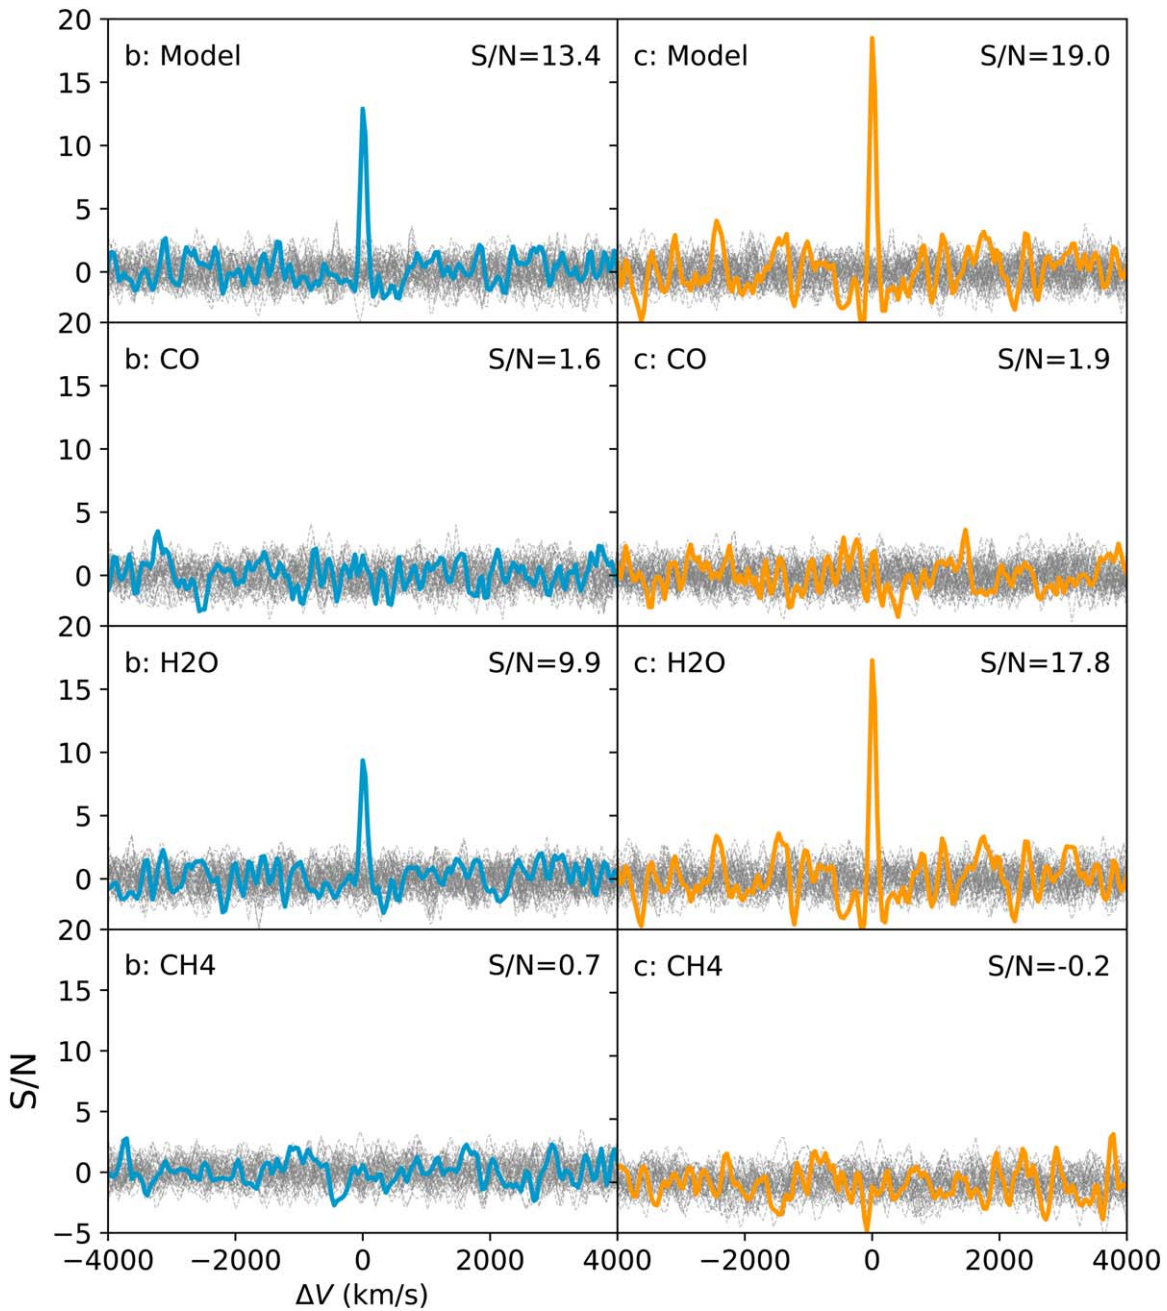 20
15
10
5
0
b: Model S/N=13.4
c: Model S/N=19.0
20
15
10
5
0
b: CO S/N=1.6
c: CO S/N=1.9
20
15
10
5
0
b: H2O S/N=9.9
c: H2O S/N=17.8
20
15
10
5
0
−5
b: CH4 S/N=0.7
c: CH4 S/N=-0.2
S/N
−4000 −2000 0 2000 4000 −2000 0 2000 4000
ΔV (km/s)